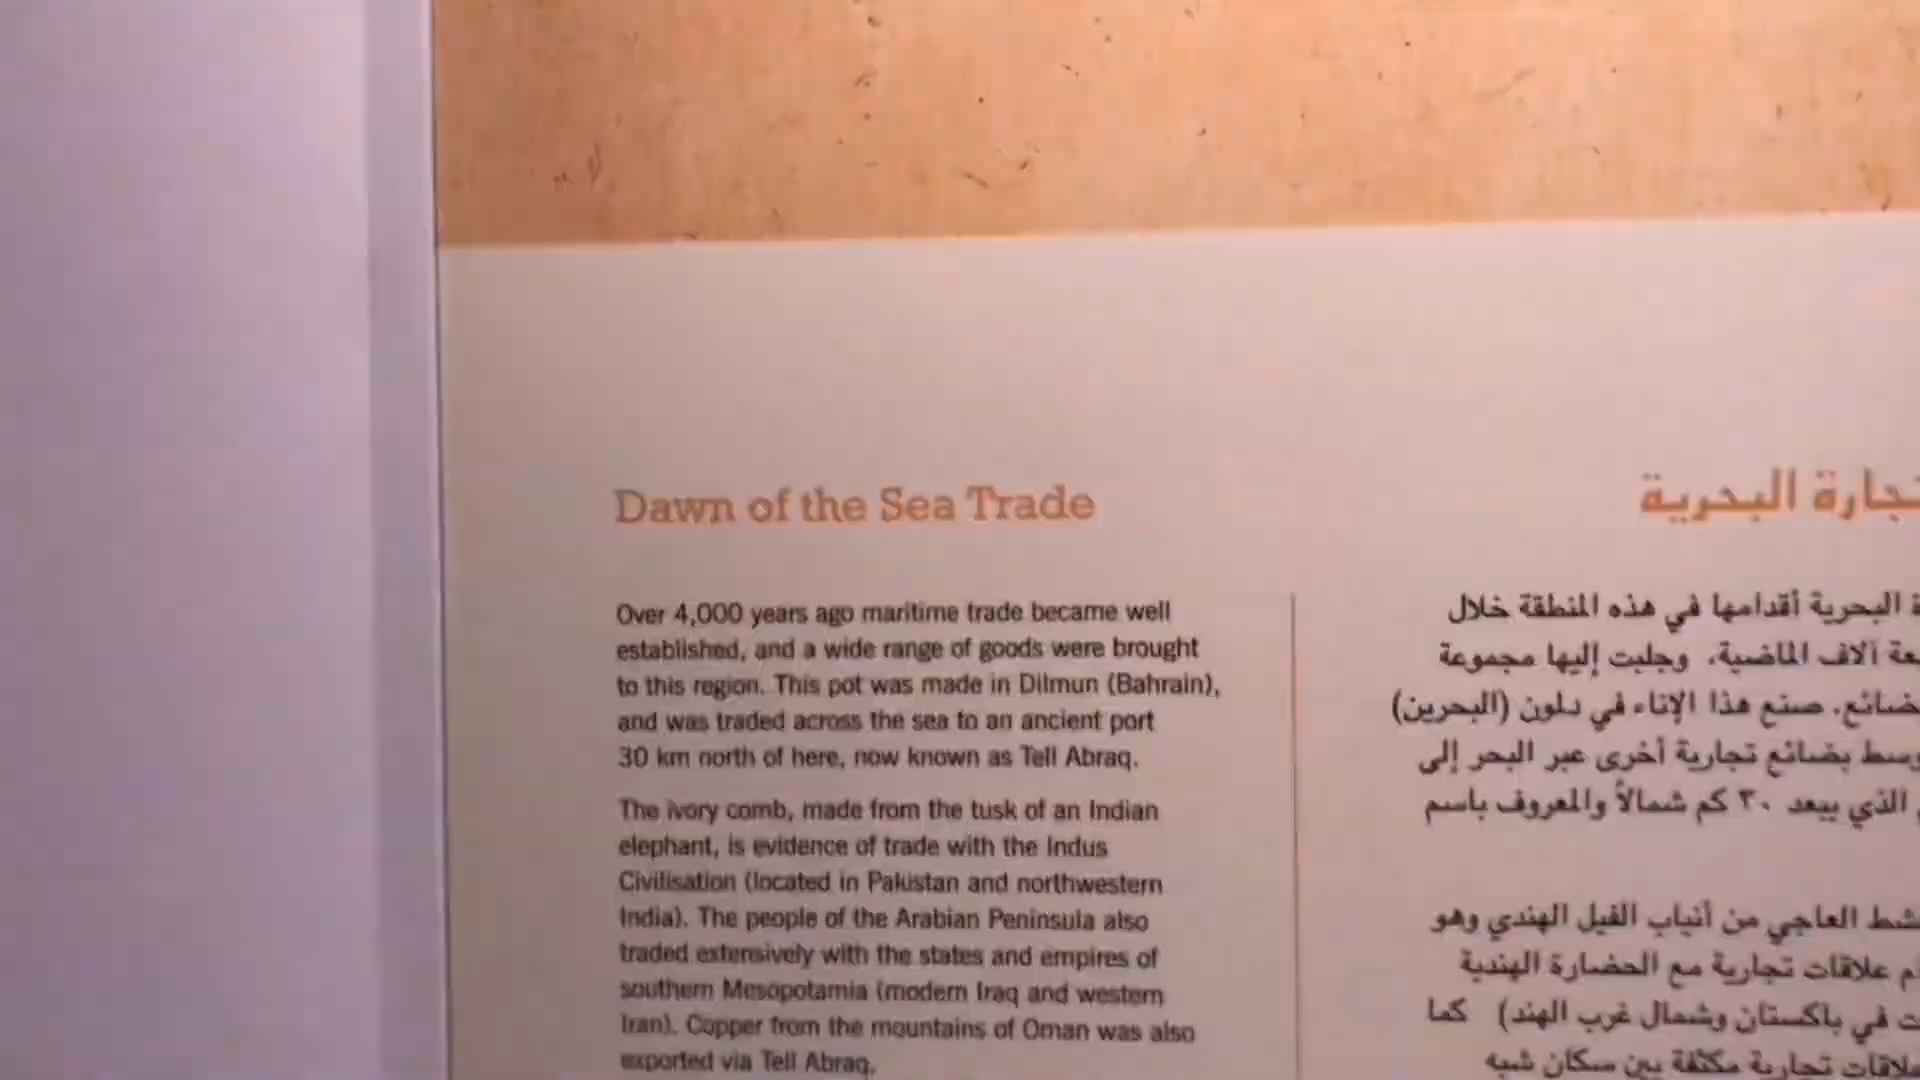 Dawn of the Sea Trade
Over 4,000 years ago maritime trade became well
established, and a wide range of goods were brought
to this region. This pot was made in Dilmun (Bahrain),
and was traded across the sea to an ancient port
30 km north of here, now known as Tell Abraq.
The ivory comb, made from the tusk of an Indian
elephant, is evidence of trade with the Indus
Civilisation (located in Pakistan and northwestern
India). The people of the Arabian Peninsula also
traded extensively with the states and empires of
southern Mesopotamia (modern Iraq and western
Iran). Copper from the mountains of Oman was also
exported via Tell Abraq.
البحرية
البحرية أقدامها في هذه المنطقة خلال
آلاف الماضية. وجلبت إليها مجموعة
صنع هذا الإناء في دلون (البحرين)
بضائع تجارية أخرى عبر البحر إلى
الذي يبعد ٣٠ كم شمالاً والمعروف باسم
العاجي من أنياب الفيل الهندي وهو
علاقات تجارية مع الحضارة الهندية
في باكستان وشمال غرب الهند) كما
تجارية مكثفة بين سكان شبه